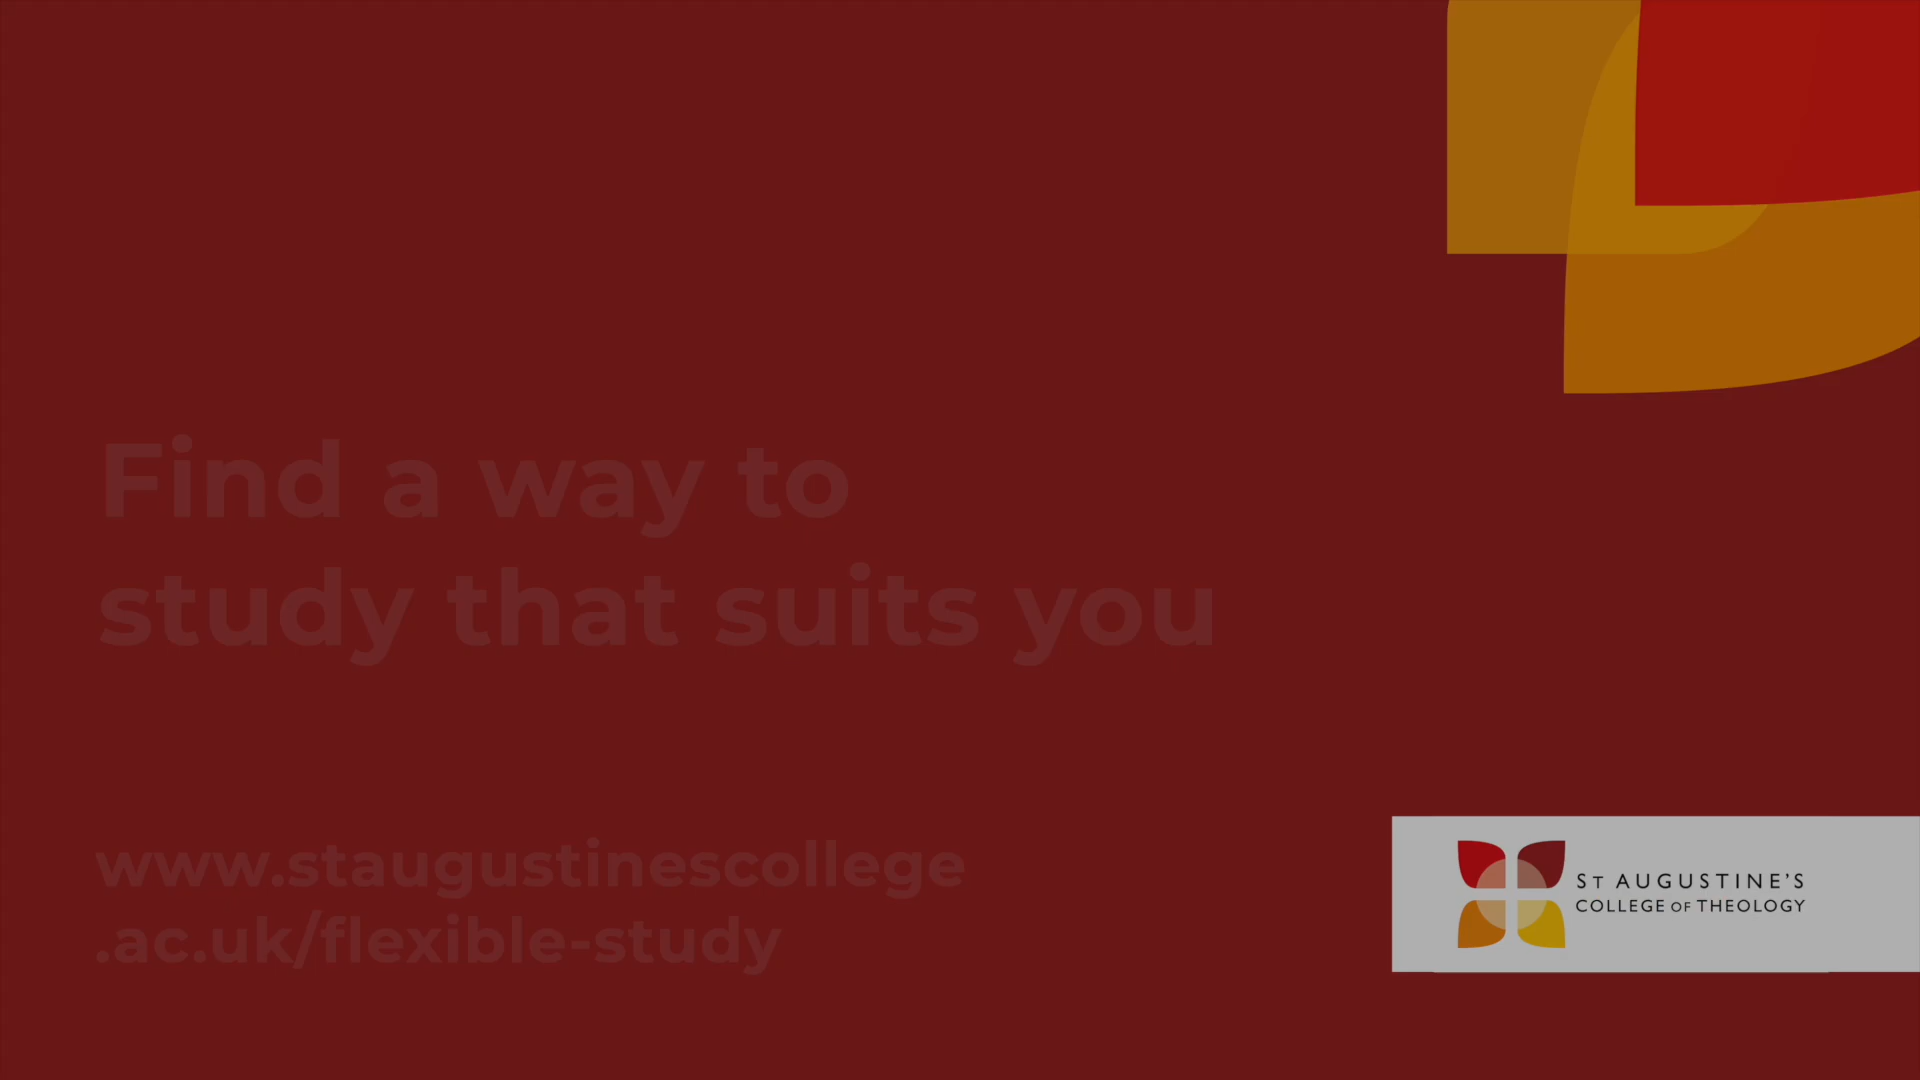 Find a way to
study that suits you
www.staugustinescollege
.ac.uk/flexible-study
ST AUGUSTINE'S
COLLEGE OF THEOLOGY